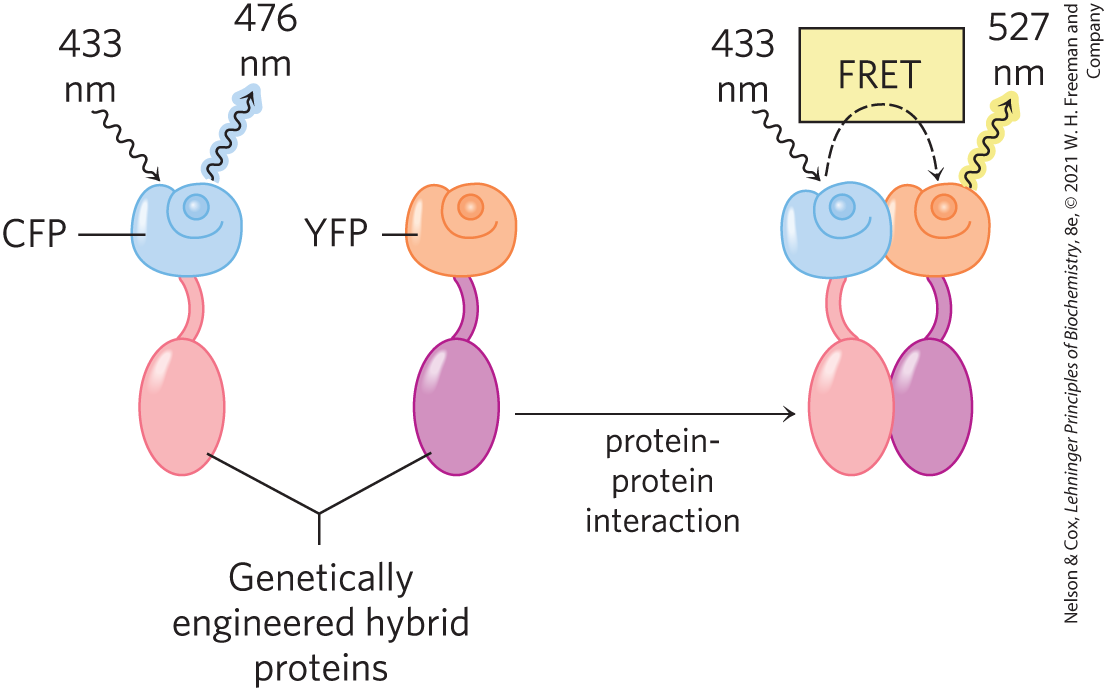 433
nm
476
nm
CFP
YFP
433
nm
FRET
527
nm
protein-
protein
interaction
Genetically
engineered hybrid
proteins
Nelson & Cox, Lehninger Principles of Biochemistry, 8e, © 2021 W. H. Freeman and
Company